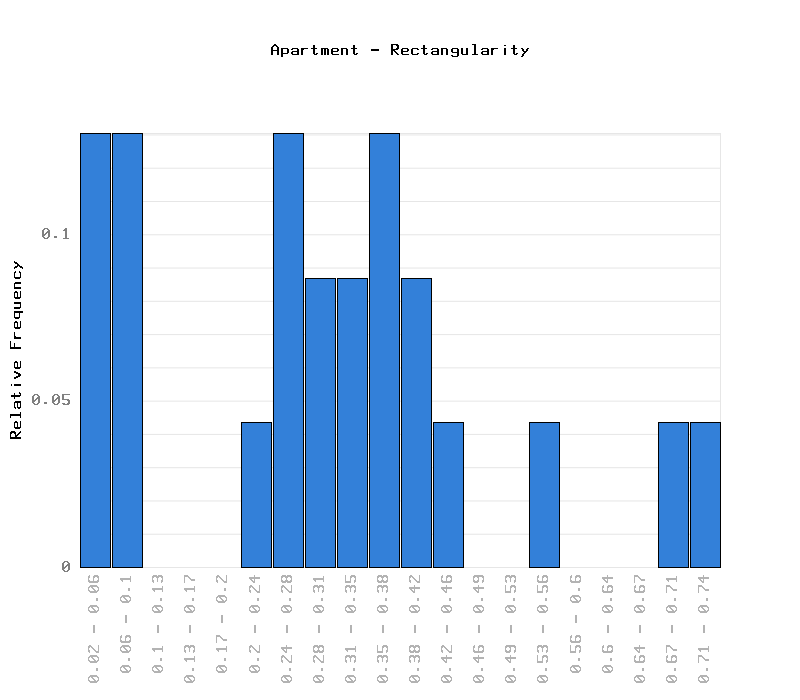 Apartment - Rectangularity
Relative Frequency
0.1
0.05
0
0.02 - 0.06
0.06 - 0.1
0.1 - 0.13
0.13 - 0.17
0.17 - 0.2
0.2 - 0.24
0.24 - 0.28
0.28 - 0.31
0.31 - 0.35
0.35 - 0.38
0.38 - 0.42
0.42 - 0.46
0.46 - 0.49
0.49 - 0.53
0.53 - 0.56
0.56 - 0.6
0.6 - 0.64
0.64 - 0.67
0.67 - 0.71
0.71 - 0.74